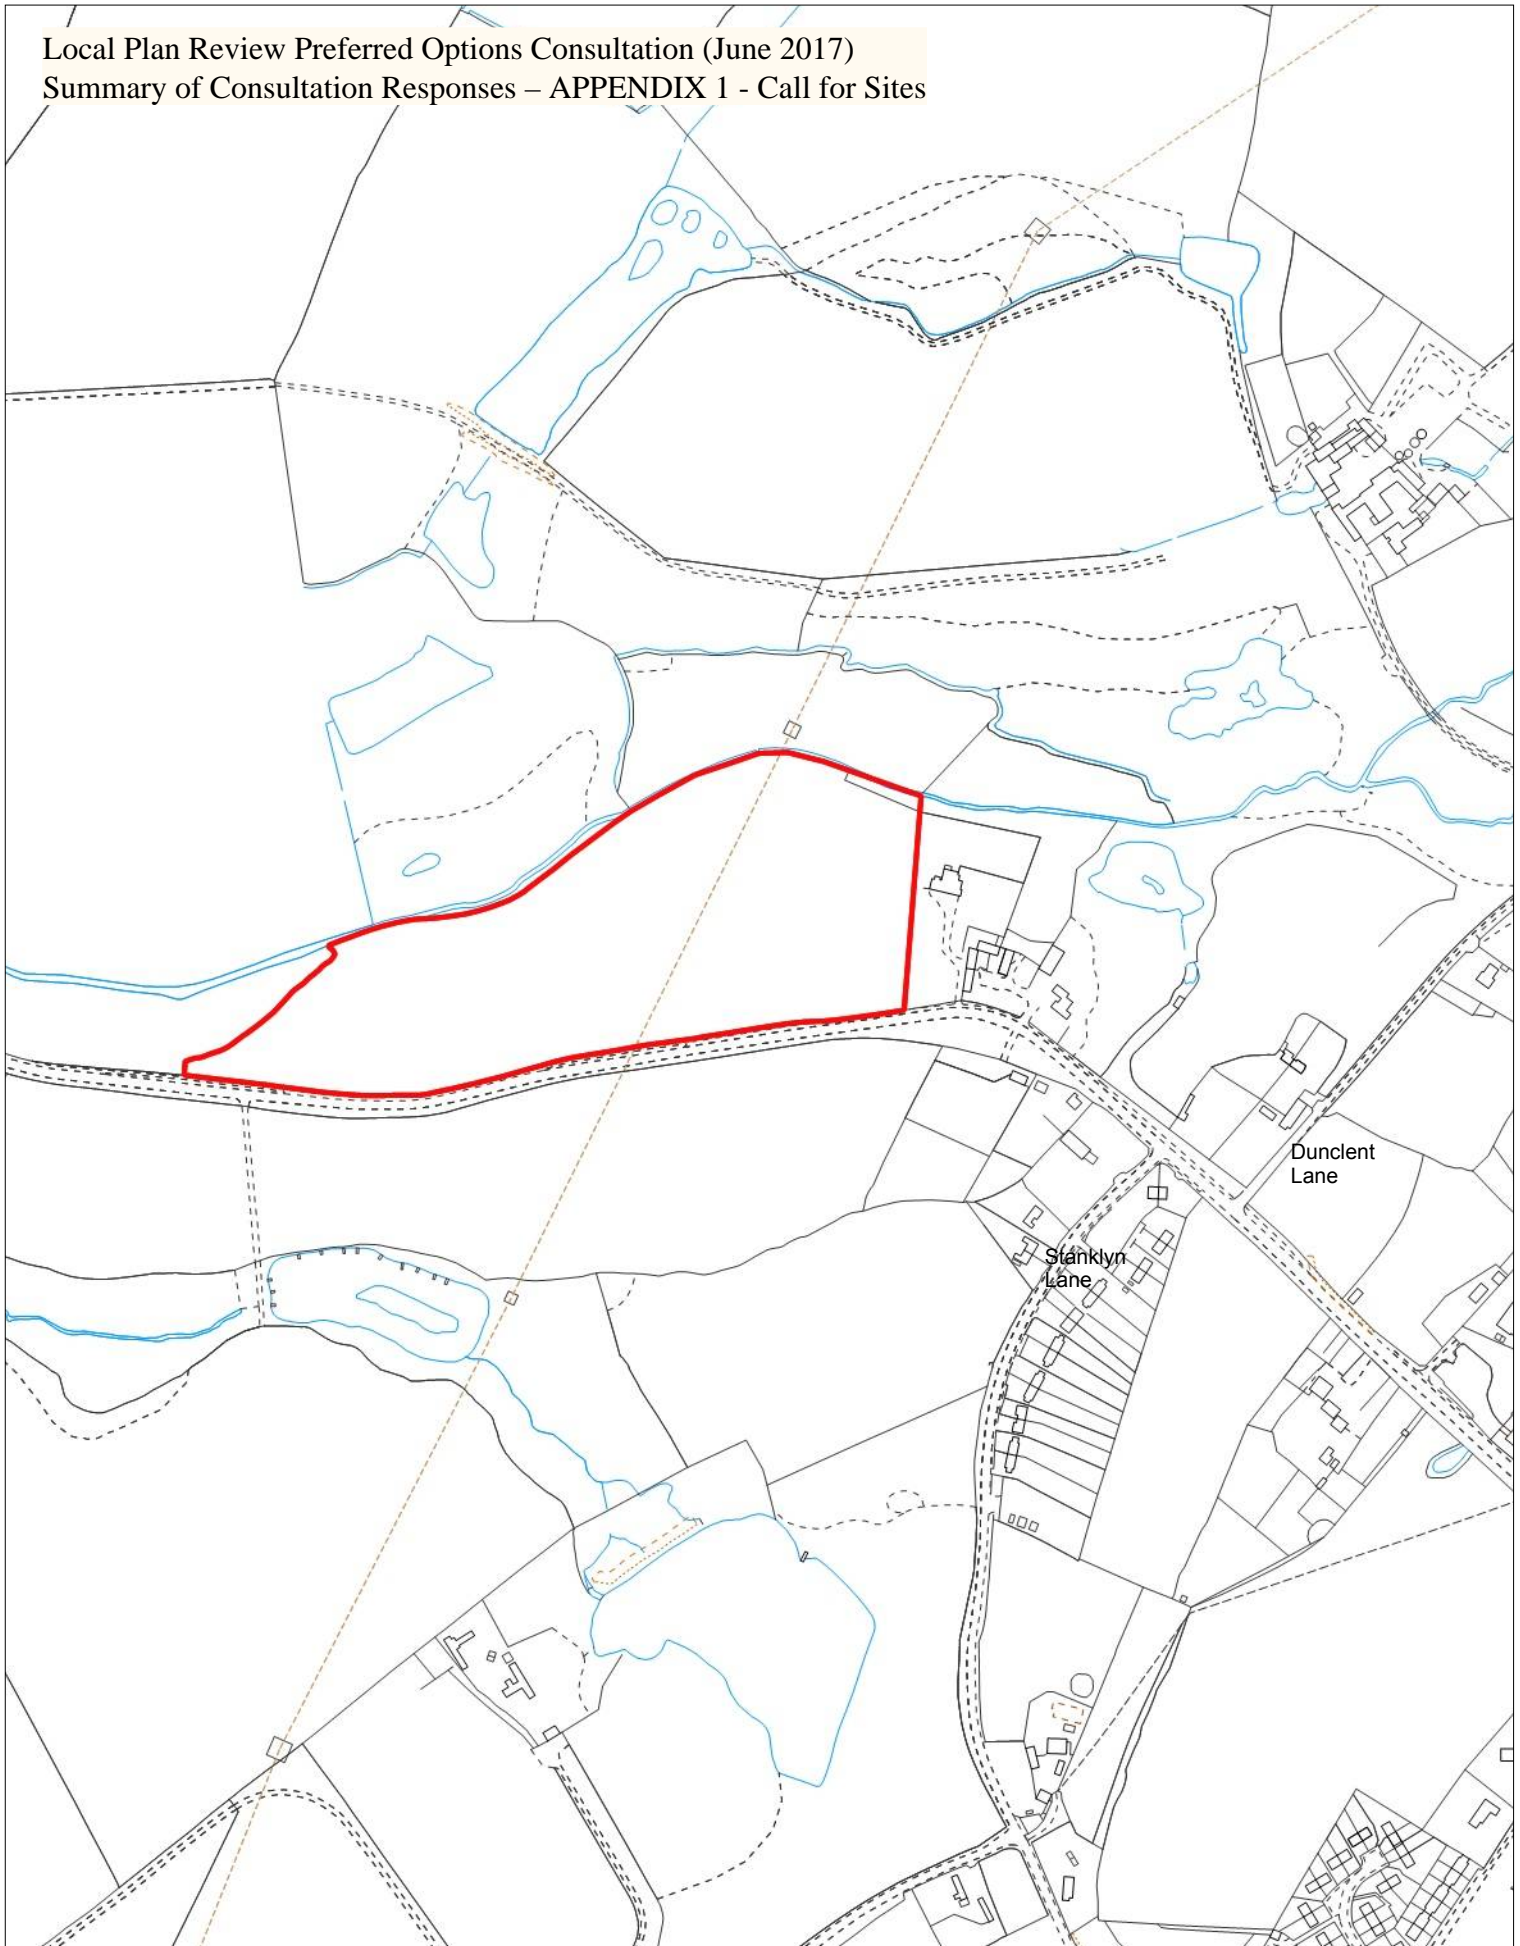 Local Plan Review Preferred Options Consultation (June 2017)
Summary of Consultation Responses – APPENDIX 1 - Call for Sites
Dunclent
Lane
Stanklyn
Lane